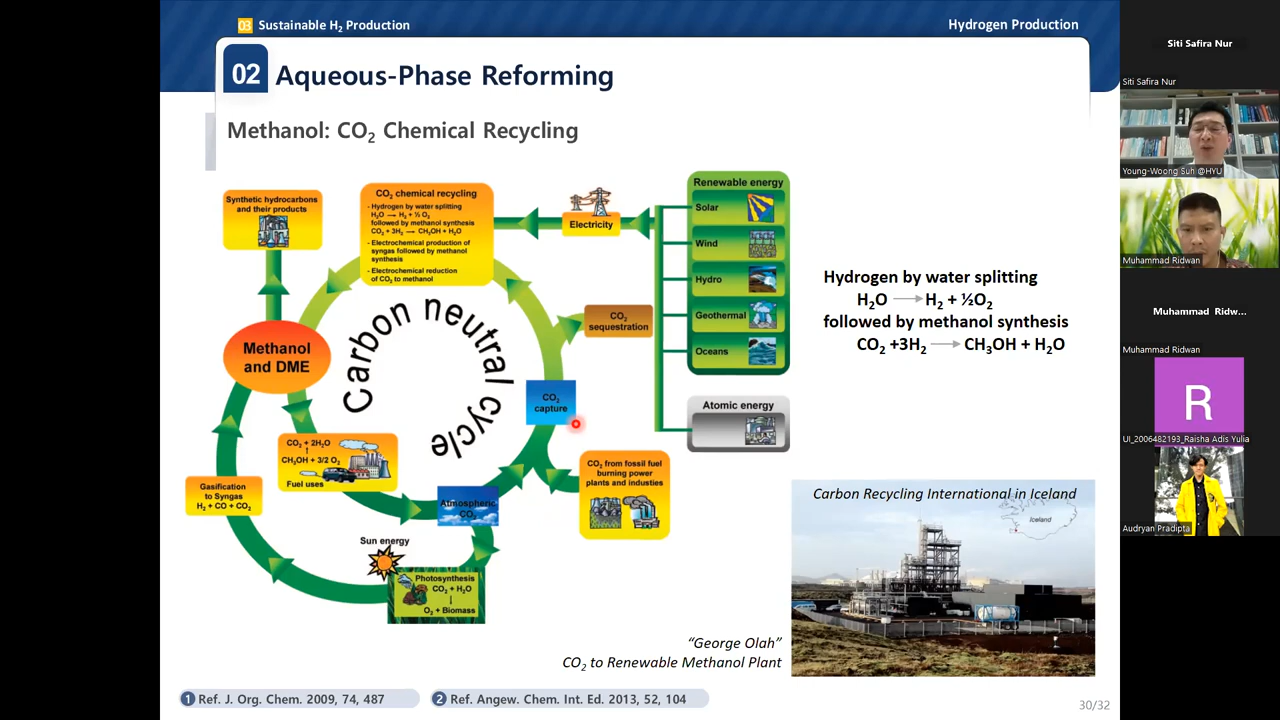 03 Sustainable H₂ Production
Hydrogen Production
02 Aqueous-Phase Reforming
Methanol: CO₂ Chemical Recycling
Synthetic hydrocarbons
and their products
CO₂ chemical recycling
- Hydrogen by water splitting
H₂O → H₂ + ½ O₂
followed by methanol synthesis
CO₂ + 3H₂ → CH₃OH + H₂O
- Electrochemical production of
syngas followed by methanol
synthesis
- Electrochemical reduction
of CO₂ to methanol
Electricity
Renewable energy
Solar
Wind
Hydro
Geothermal
Oceans
Atomic energy
CO₂
sequestration
Methanol
and DME
Carbon neutral cycle
CO₂
capture
CO₂ + 2H₂O
↑
CH₃OH + 3/2 O₂
Fuel uses
CO₂ from fossil fuel
burning power
plants and industies
Gasification
to Syngas
H₂ + CO + CO₂
Atmospheric
CO₂
Sun energy
Photosynthesis
CO₂ + H₂O
O₂ + Biomass
Hydrogen by water splitting
H₂O → H₂ + ½O₂
followed by methanol synthesis
CO₂ +3H₂ → CH₃OH + H₂O
Carbon Recycling International in Iceland
Iceland
“George Olah”
CO₂ to Renewable Methanol Plant
1 Ref. J. Org. Chem. 2009, 74, 487
2 Ref. Angew. Chem. Int. Ed. 2013, 52, 104
30/32
Siti Safira Nur
Siti Safira Nur
Young-Woong Suh @HYU
Muhammad Ridwan
Muhammad Ridw...
Muhammad Ridwan
R
UI_2006482193_Raisha Adis Yulia
Audryan Pradipta